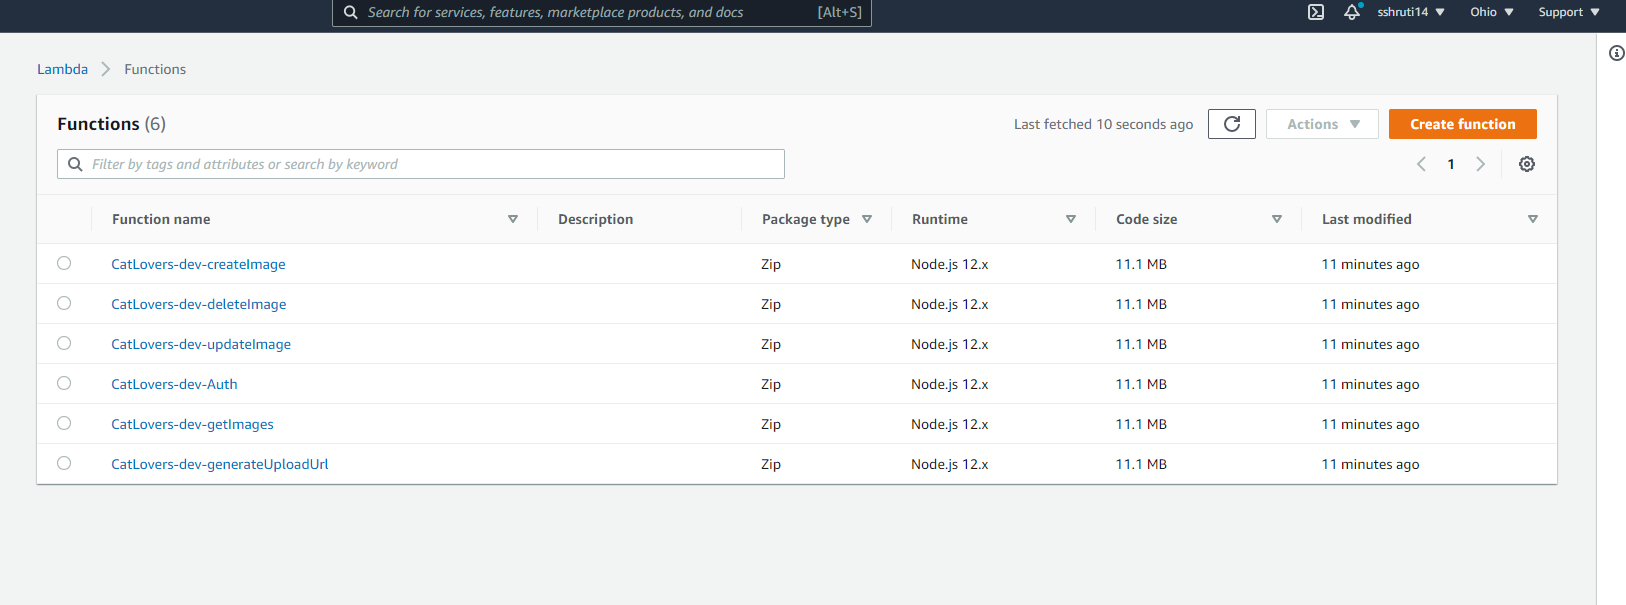 Search for services, features, marketplace products, and docs [Alt+S] sshruti14 Ohio Support
Lambda Functions
Functions (6) Last fetched 10 seconds ago Actions Create function
Filter by tags and attributes or search by keyword 1
Function name Description Package type Runtime Code size Last modified
CatLovers-dev-createImage Zip Node.js 12.x 11.1 MB 11 minutes ago
CatLovers-dev-deleteImage Zip Node.js 12.x 11.1 MB 11 minutes ago
CatLovers-dev-updateImage Zip Node.js 12.x 11.1 MB 11 minutes ago
CatLovers-dev-Auth Zip Node.js 12.x 11.1 MB 11 minutes ago
CatLovers-dev-getImages Zip Node.js 12.x 11.1 MB 11 minutes ago
CatLovers-dev-generateUploadUrl Zip Node.js 12.x 11.1 MB 11 minutes ago